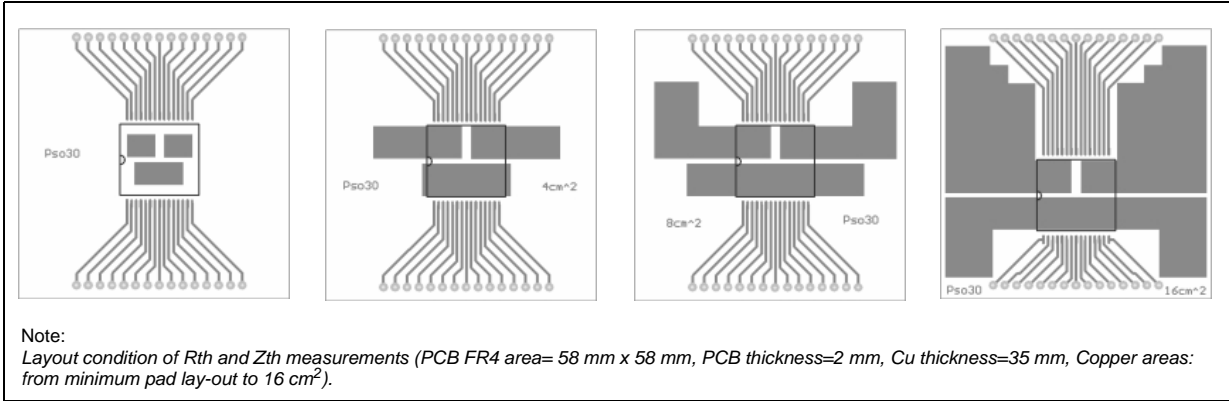 Pso30
Pso30
4cm^2
8cm^2
Pso30
Pso30
16cm^2
Note:
Layout condition of Rth and Zth measurements (PCB FR4 area= 58 mm x 58 mm, PCB thickness=2 mm, Cu thickness=35 mm, Copper areas:
from minimum pad lay-out to 16 cm²).